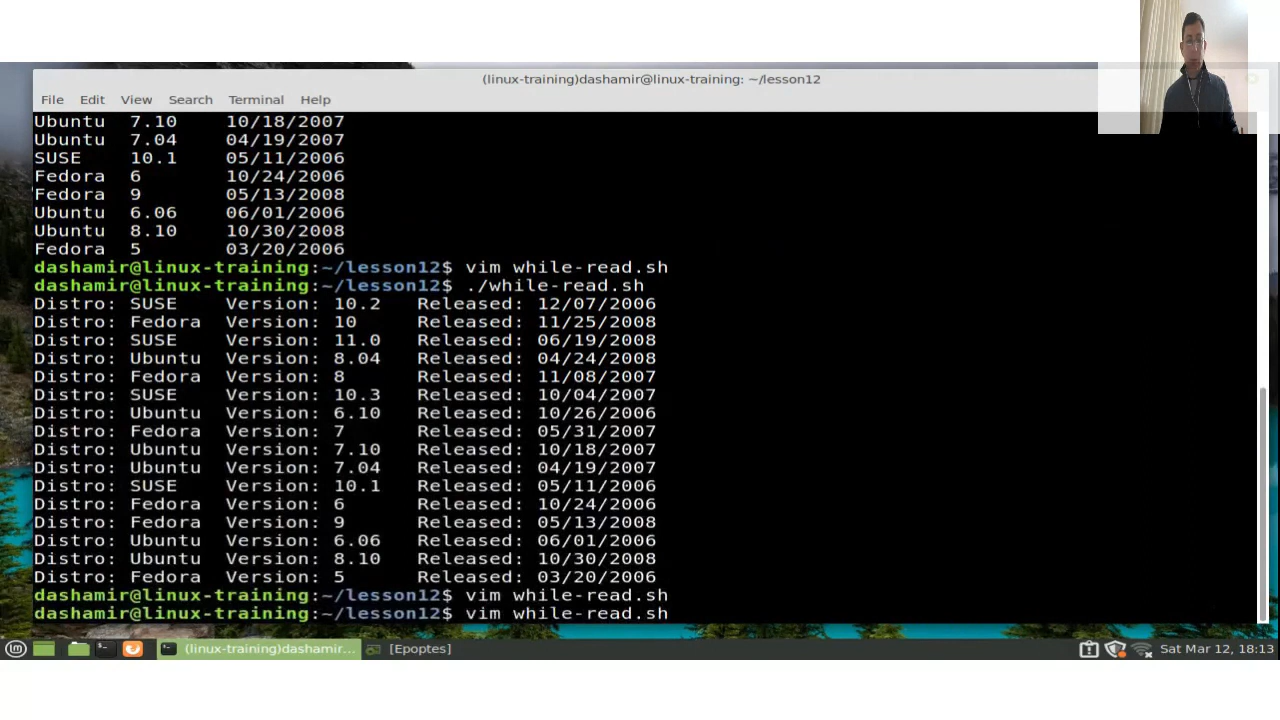 (linux-training)dashamir@linux-training: ~/lesson12
File Edit View Search Terminal Help
Ubuntu 7.10 10/18/2007
Ubuntu 7.04 04/19/2007
SUSE 10.1 05/11/2006
Fedora 6 10/24/2006
Fedora 9 05/13/2008
Ubuntu 6.06 06/01/2006
Ubuntu 8.10 10/30/2008
Fedora 5 03/20/2006
dashamir@linux-training:~/lesson12$ vim while-read.sh
dashamir@linux-training:~/lesson12$ ./while-read.sh
Distro: SUSE Version: 10.2 Released: 12/07/2006
Distro: Fedora Version: 10 Released: 11/25/2008
Distro: SUSE Version: 11.0 Released: 06/19/2008
Distro: Ubuntu Version: 8.04 Released: 04/24/2008
Distro: Fedora Version: 8 Released: 11/08/2007
Distro: SUSE Version: 10.3 Released: 10/04/2007
Distro: Ubuntu Version: 6.10 Released: 10/26/2006
Distro: Fedora Version: 7 Released: 05/31/2007
Distro: Ubuntu Version: 7.10 Released: 10/18/2007
Distro: Ubuntu Version: 7.04 Released: 04/19/2007
Distro: SUSE Version: 10.1 Released: 05/11/2006
Distro: Fedora Version: 6 Released: 10/24/2006
Distro: Fedora Version: 9 Released: 05/13/2008
Distro: Ubuntu Version: 6.06 Released: 06/01/2006
Distro: Ubuntu Version: 8.10 Released: 10/30/2008
Distro: Fedora Version: 5 Released: 03/20/2006
dashamir@linux-training:~/lesson12$ vim while-read.sh
dashamir@linux-training:~/lesson12$ vim while-read.sh
(linux-training)dashamir... [Epoptes] Sat Mar 12, 18:13